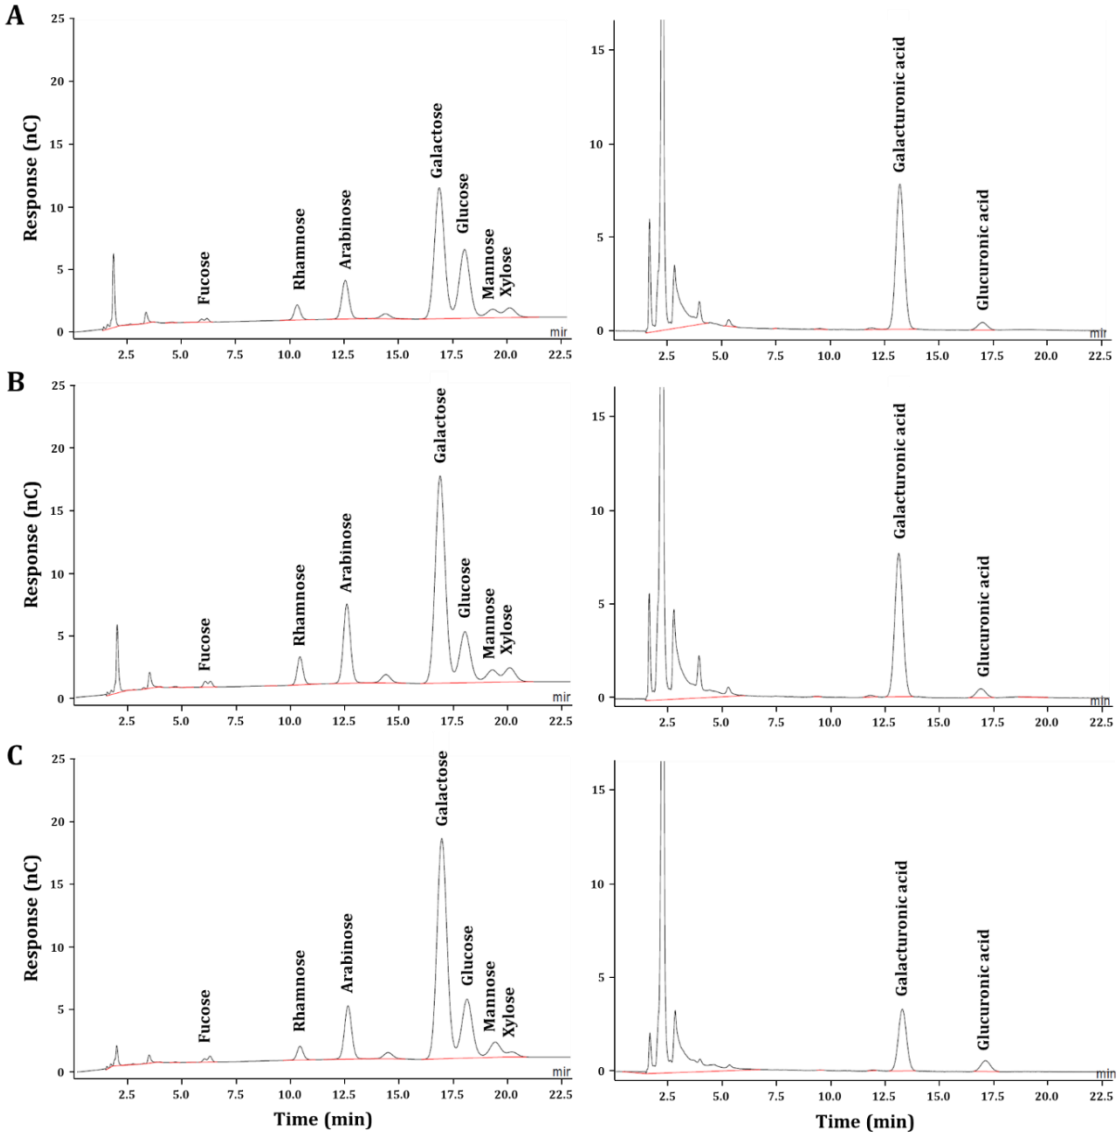 A
Response (nC)
25
20
15
10
5
0
Fucose
Rhamnose
Arabinose
Galactose
Glucose
Mannose
Xylose
mir
2.5 5.0 7.5 10.0 12.5 15.0 17.5 20.0 22.5
15
10
5
0
Galacturonic acid
Glucuronic acid
2.5 5.0 7.5 10.0 12.5 15.0 17.5 20.0 22.5
B
Response (nC)
25
20
15
10
5
0
Fucose
Rhamnose
Arabinose
Galactose
Glucose
Mannose
Xylose
mir
2.5 5.0 7.5 10.0 12.5 15.0 17.5 20.0 22.5
15
10
5
0
Galacturonic acid
Glucuronic acid
min
2.5 5.0 7.5 10.0 12.5 15.0 17.5 20.0 22.5
C
Response (nC)
25
20
15
10
5
0
Fucose
Rhamnose
Arabinose
Galactose
Glucose
Mannose
Xylose
mir
2.5 5.0 7.5 10.0 12.5 15.0 17.5 20.0 22.5
Time (min)
15
10
5
0
Galacturonic acid
Glucuronic acid
min
2.5 5.0 7.5 10.0 12.5 15.0 17.5 20.0 22.5
Time (min)